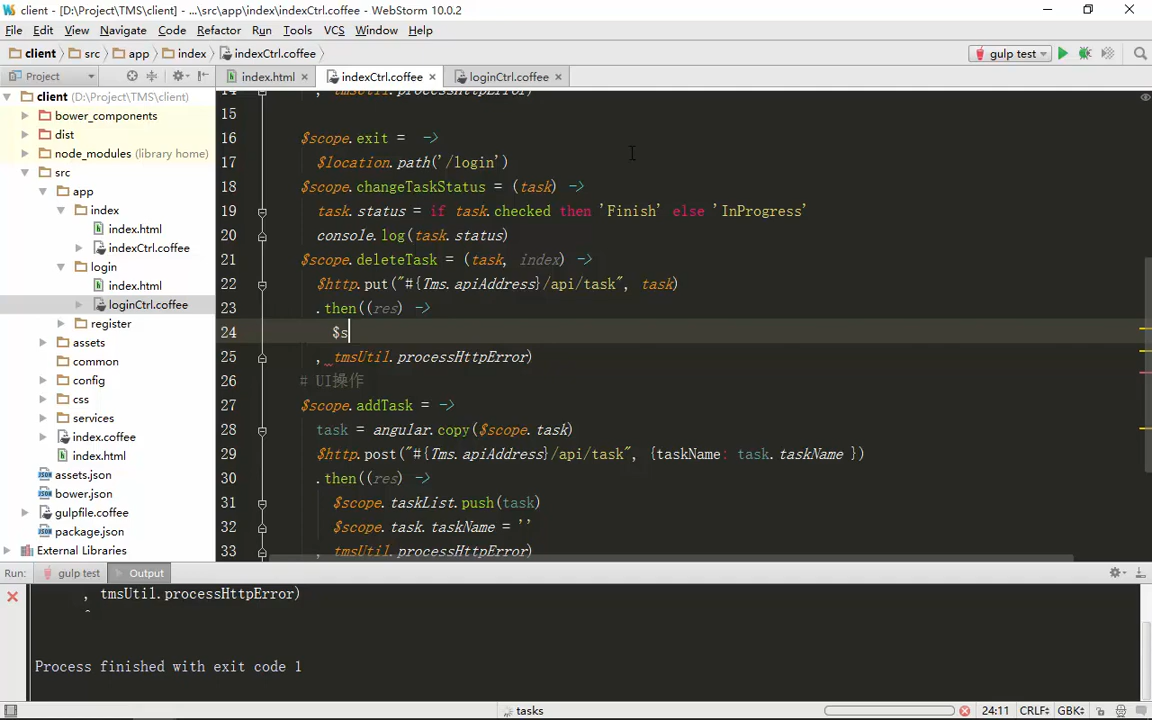 client - [D:\Project\TMS\client] - ...\src\app\index\indexCtrl.coffee - WebStorm 10.0.2
File Edit View Navigate Code Refactor Run Tools VCS Window Help
client src app index indexCtrl.coffee gulp test
Project index.html indexCtrl.coffee loginCtrl.coffee
client (D:\Project\TMS\client)
bower_components
dist
node_modules (library home)
src
app
index
index.html
indexCtrl.coffee
login
index.html
loginCtrl.coffee
register
assets
common
config
css
services
index.coffee
index.html
assets.json
bower.json
gulpfile.coffee
package.json
External Libraries
14 , tmsUtil.processHttpError)
15
16 $scope.exit =  ->
17 $location.path('/login')
18 $scope.changeTaskStatus = (task) ->
19 task.status = if task.checked then 'Finish' else 'InProgress'
20 console.log(task.status)
21 $scope.deleteTask = (task, index) ->
22 $http.put("#{Tms.apiAddress}/api/task", task)
23 .then((res) ->
24 $s
25 , tmsUtil.processHttpError)
26 # UI操作
27 $scope.addTask = ->
28 task = angular.copy($scope.task)
29 $http.post("#{Tms.apiAddress}/api/task", {taskName: task.taskName })
30 .then((res) ->
31 $scope.taskList.push(task)
32 $scope.task.taskName = ''
33 , tmsUtil.processHttpError)
Run: gulp test Output
, tmsUtil.processHttpError)
^
Process finished with exit code 1
tasks 24:11 CRLF GBK